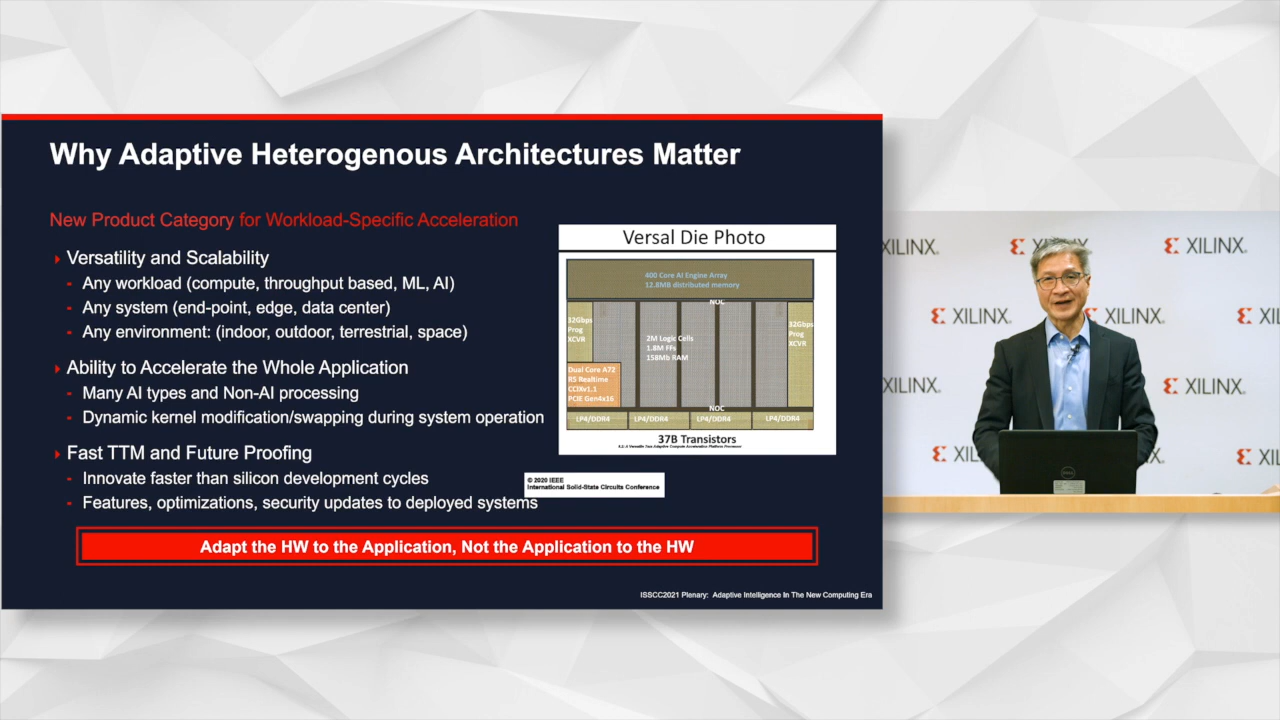 Why Adaptive Heterogenous Architectures Matter
New Product Category for Workload-Specific Acceleration
Versatility and Scalability
- Any workload (compute, throughput based, ML, AI)
- Any system (end-point, edge, data center)
- Any environment: (indoor, outdoor, terrestrial, space)
Ability to Accelerate the Whole Application
- Many AI types and Non-AI processing
- Dynamic kernel modification/swapping during system operation
Fast TTM and Future Proofing
- Innovate faster than silicon development cycles
- Features, optimizations, security updates to deployed systems
Versal Die Photo
400 Core AI Engine Array
12.8MB distributed memory
NOC
32Gbps
Prog
XCVR
2M Logic Cells
1.8M FFs
158Mb RAM
32Gbps
Prog
XCVR
Dual Core A72
R5 Realtime
CCIXv1.1
PCIE Gen4x16
NOC
LP4/DDR4
LP4/DDR4
LP4/DDR4
LP4/DDR4
37B Transistors
© 2020 IEEE
International Solid-State Circuits Conference
Adapt the HW to the Application, Not the Application to the HW
ISSCC2021 Plenary: Adaptive Intelligence In The New Computing Era
XILINX.
XILINX.
XILINX.
XILINX.
XILINX.
XILINX.
XILINX.
XILINX.
DELL